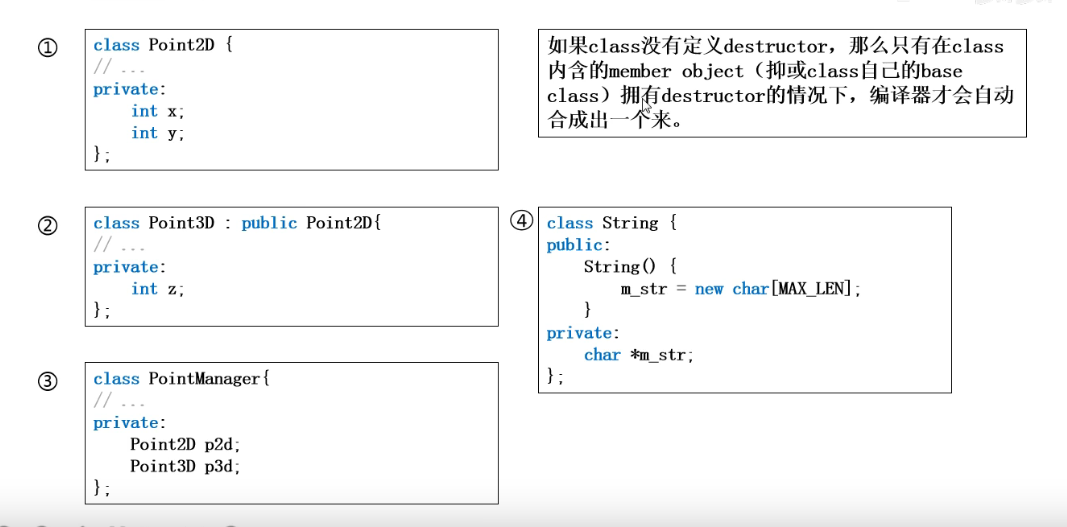 ①
class Point2D {
// ...
private:
int x;
int y;
};
如果class没有定义destructor，那么只有在class
内含的member object（抑或class自己的base
class）拥有destructor的情况下，编译器才会自动
合成出一个来。
②
class Point3D : public Point2D{
// ...
private:
int z;
};
③
class PointManager{
// ...
private:
Point2D p2d;
Point3D p3d;
};
④
class String {
public:
String() {
m_str = new char[MAX_LEN];
}
private:
char *m_str;
};